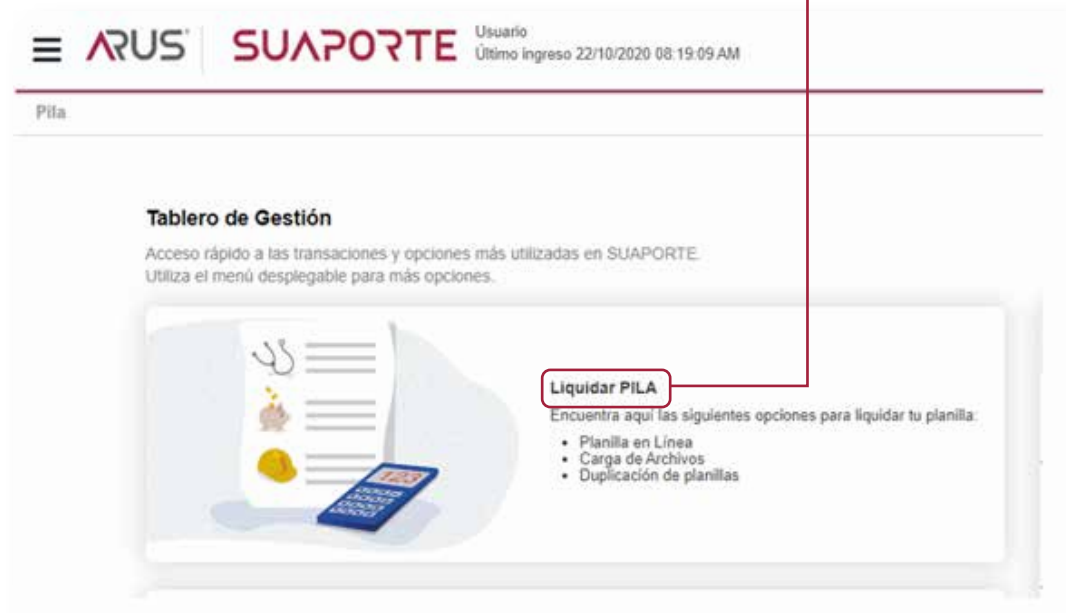 ARUS SUAPORTE Usuario
Último ingreso 22/10/2020 08:19:09 AM
Pila
Tablero de Gestión
Acceso rápido a las transaciones y opciones más utilizadas en SUAPORTE.
Utiliza el menú desplegable para más opciones.
123
Liquidar PILA
Encuentra aquí las siguientes opciones para liquidar tu planilla:
• Planilla en Línea
• Carga de Archivos
• Duplicación de planillas